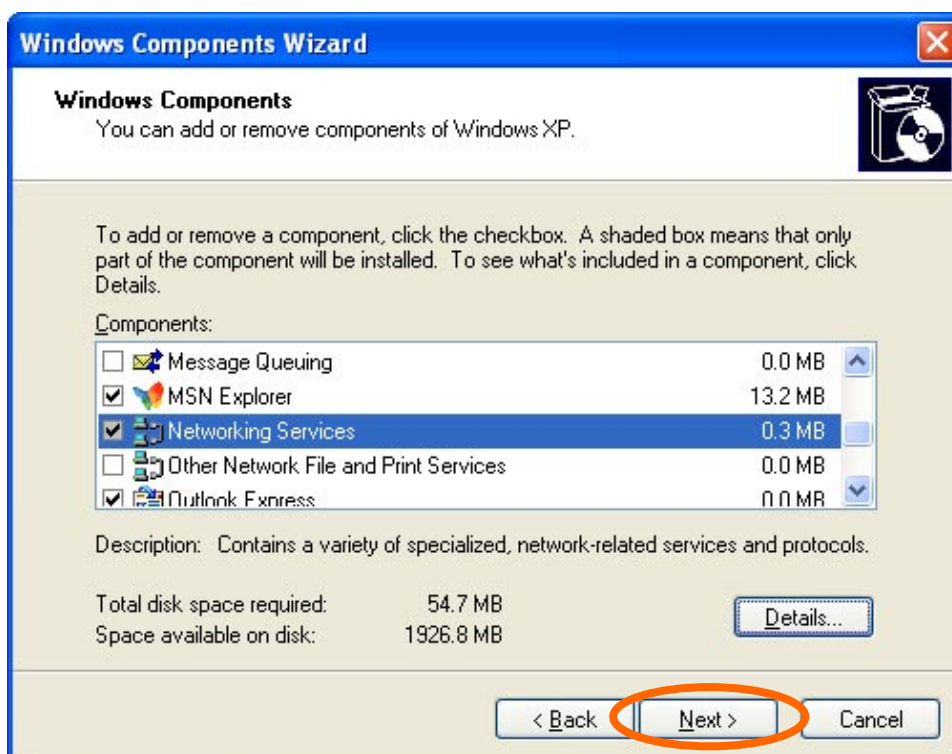 Windows Components Wizard
Windows Components
You can add or remove components of Windows XP.
To add or remove a component, click the checkbox. A shaded box means that only
part of the component will be installed. To see what's included in a component, click
Details.
Components:
Message Queuing 0.0 MB
MSN Explorer 13.2 MB
Networking Services 0.3 MB
Other Network File and Print Services 0.0 MB
Outlook Express 0.0 MB
Description: Contains a variety of specialized, network-related services and protocols.
Total disk space required: 54.7 MB
Space available on disk: 1926.8 MB
Details...
< Back Next > Cancel